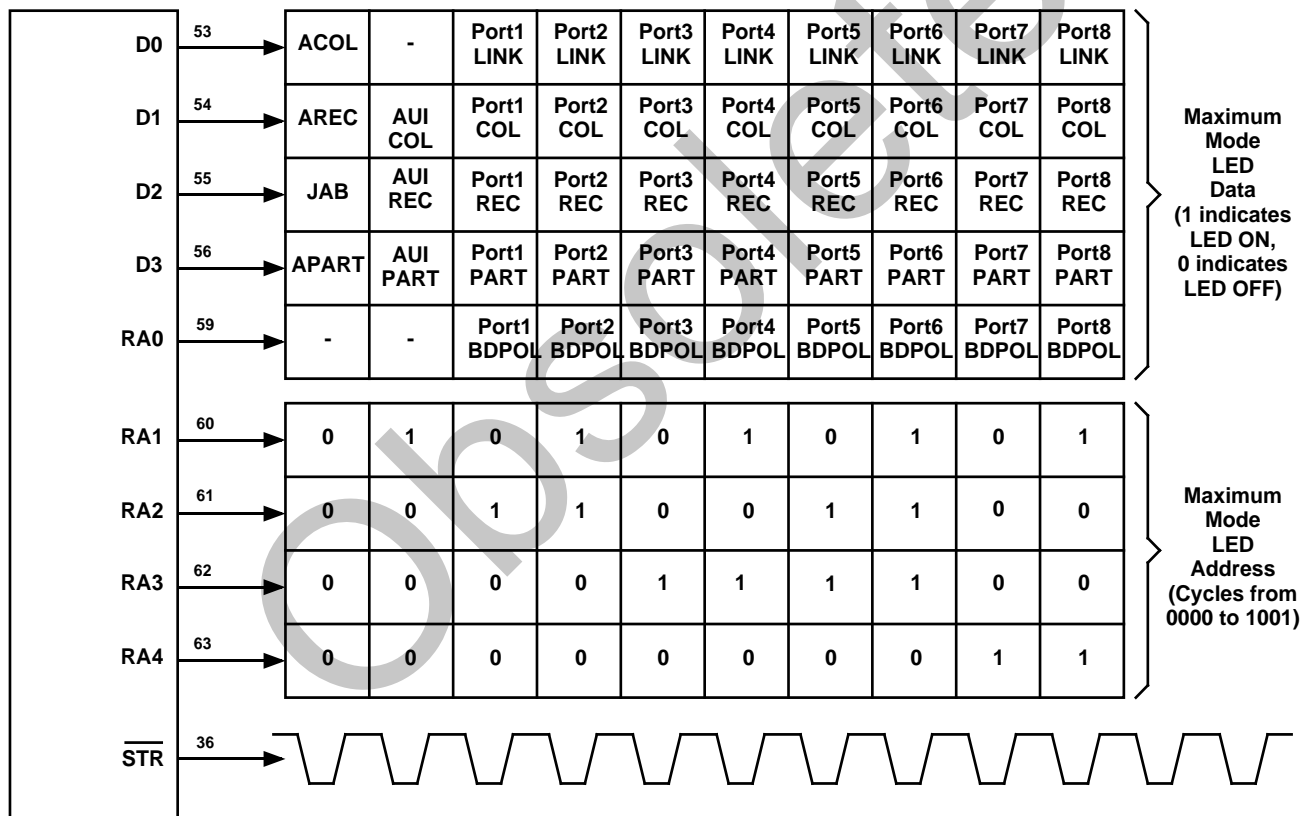 D0 53 ACOL - Port1 LINK Port2 LINK Port3 LINK Port4 LINK Port5 LINK Port6 LINK Port7 LINK Port8 LINK
D1 54 AREC AUI COL Port1 COL Port2 COL Port3 COL Port4 COL Port5 COL Port6 COL Port7 COL Port8 COL
D2 55 JAB AUI REC Port1 REC Port2 REC Port3 REC Port4 REC Port5 REC Port6 REC Port7 REC Port8 REC
D3 56 APART AUI PART Port1 PART Port2 PART Port3 PART Port4 PART Port5 PART Port6 PART Port7 PART Port8 PART
RA0 59 - - Port1 BDPOL Port2 BDPOL Port3 BDPOL Port4 BDPOL Port5 BDPOL Port6 BDPOL Port7 BDPOL Port8 BDPOL
Maximum
Mode
LED
Data
(1 indicates
LED ON,
0 indicates
LED OFF)
RA1 60 0 1 0 1 0 1 0 1 0 1
RA2 61 0 0 1 1 0 0 1 1 0 0
RA3 62 0 0 0 0 1 1 1 1 0 0
RA4 63 0 0 0 0 0 0 0 0 1 1
Maximum
Mode
LED
Address
(Cycles from
0000 to 1001)
STR 36
Obsolete